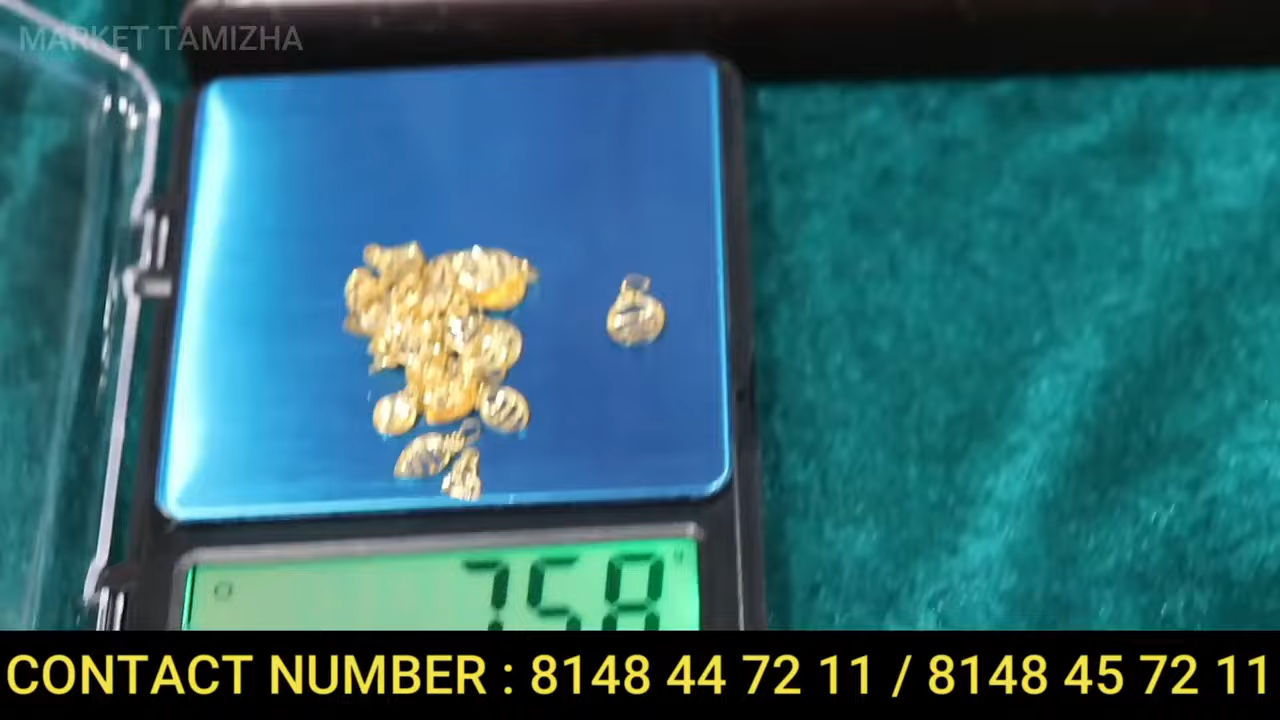 MARKET TAMIZHA
758
CONTACT NUMBER : 8148 44 72 11 / 8148 45 72 11